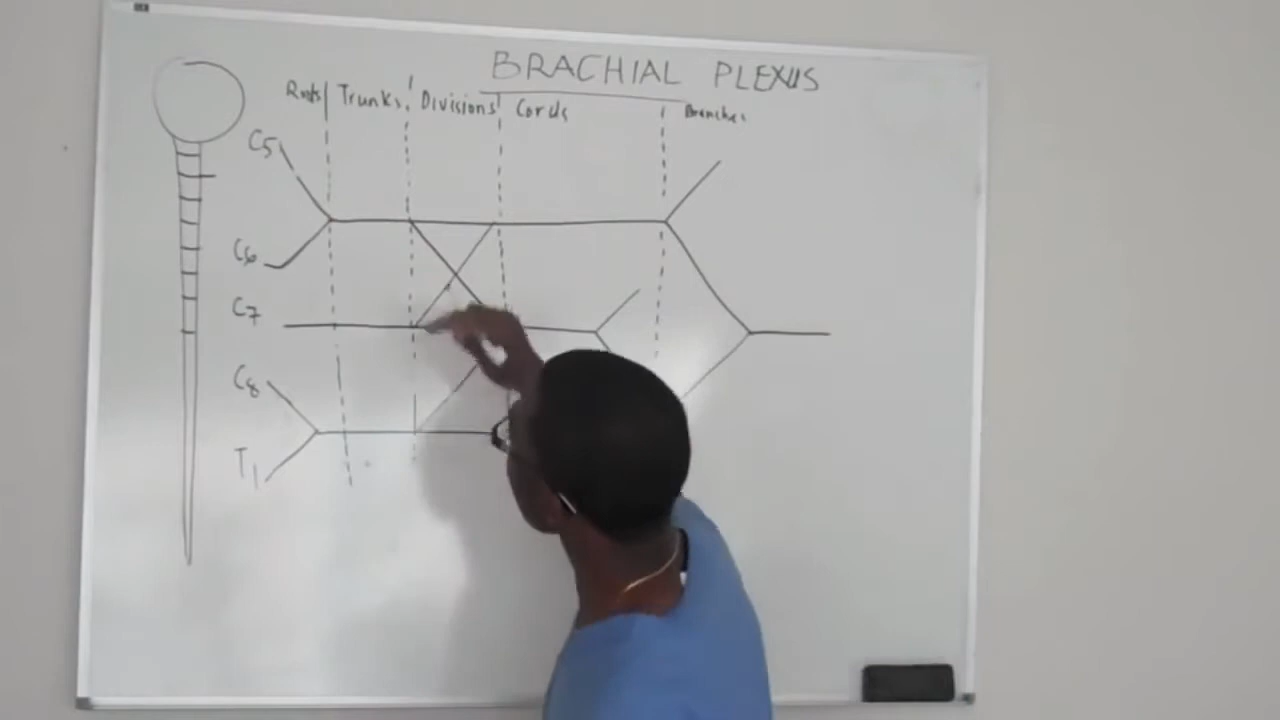 BRACHIAL PLEXUS
Roots Trunks Divisions Cords Branches
C5
C6
C7
C8
T1